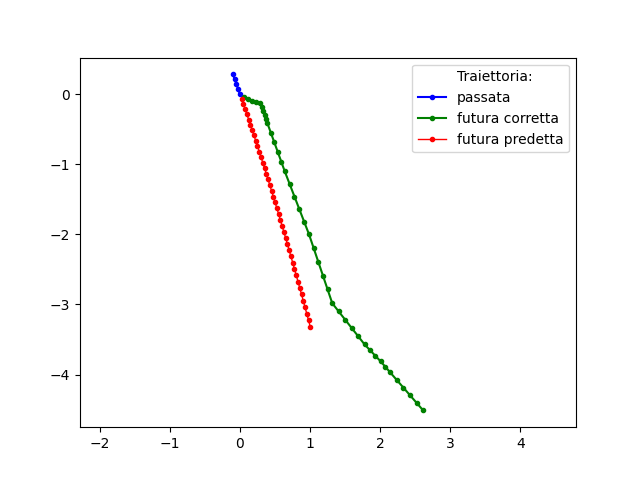 Traiettoria:
passata
futura corretta
futura predetta
0
−1
−2
−3
−4
−2 −1 0 1 2 3 4